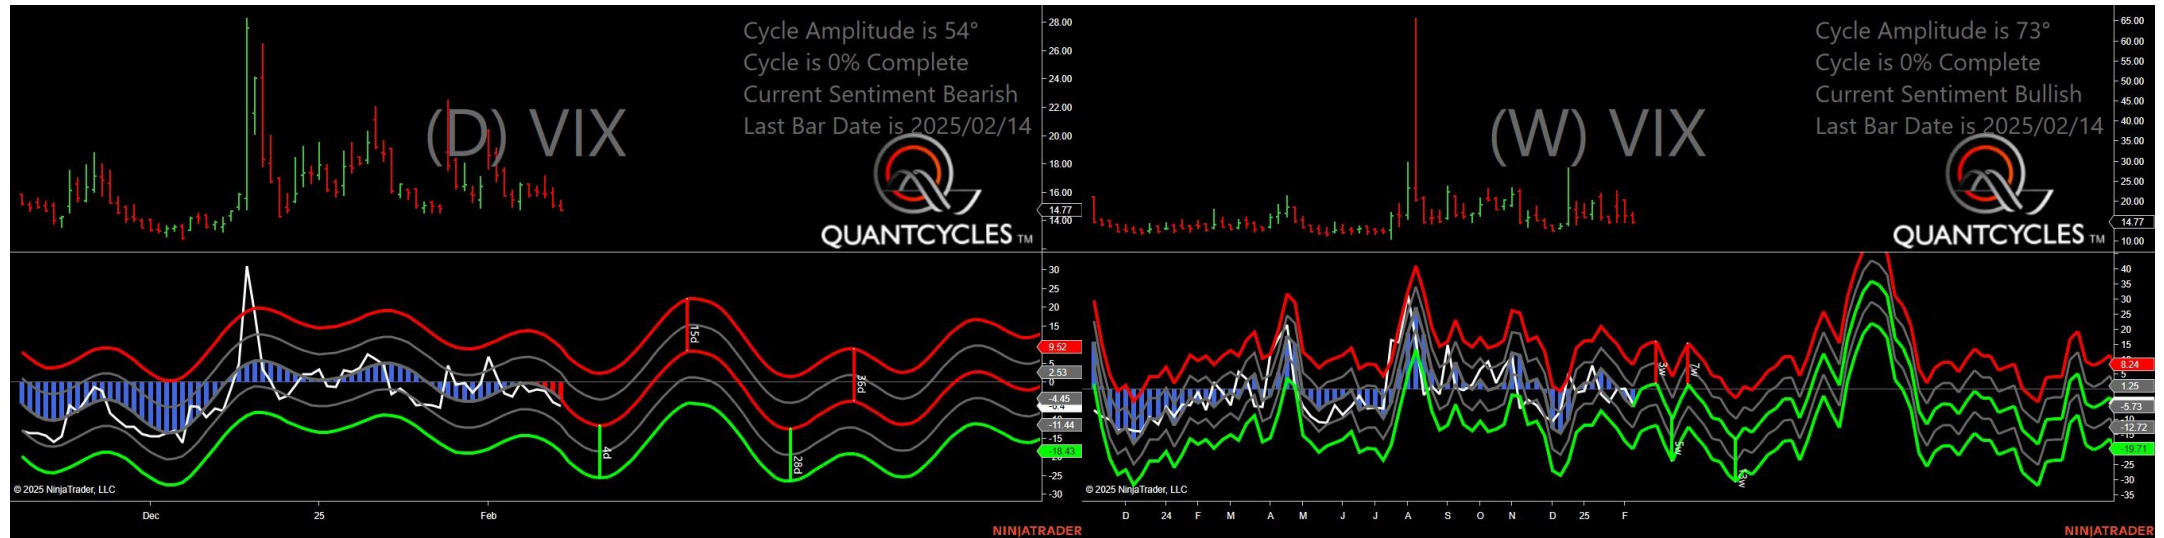 Cycle Amplitude is 54°
Cycle is 0% Complete
Current Sentiment Bearish
Last Bar Date is 2025/02/14
(D) VIX
QUANTCYCLES TM
28.00
26.00
24.00
22.00
20.00
18.00
16.00
14.77
14.00
30
25
20
15
9.52
5
2.53
0
-4.45
-11.44
-15
-18.43
-25
-30
15d
36d
4d
28d
© 2025 NinjaTrader, LLC
Dec
25
Feb
NINJATRADER
Cycle Amplitude is 73°
Cycle is 0% Complete
Current Sentiment Bullish
Last Bar Date is 2025/02/14
(W) VIX
QUANTCYCLES TM
65.00
60.00
55.00
50.00
45.00
40.00
35.00
30.00
25.00
20.00
14.77
10.00
40
35
30
25
20
15
8.24
5
1.25
-5.73
-12.72
-15
-19.71
-25
-30
-35
3w
7w
5w
13w
© 2025 NinjaTrader, LLC
D 24 F M A M J J A S O N D 25 F
NINJATRADER